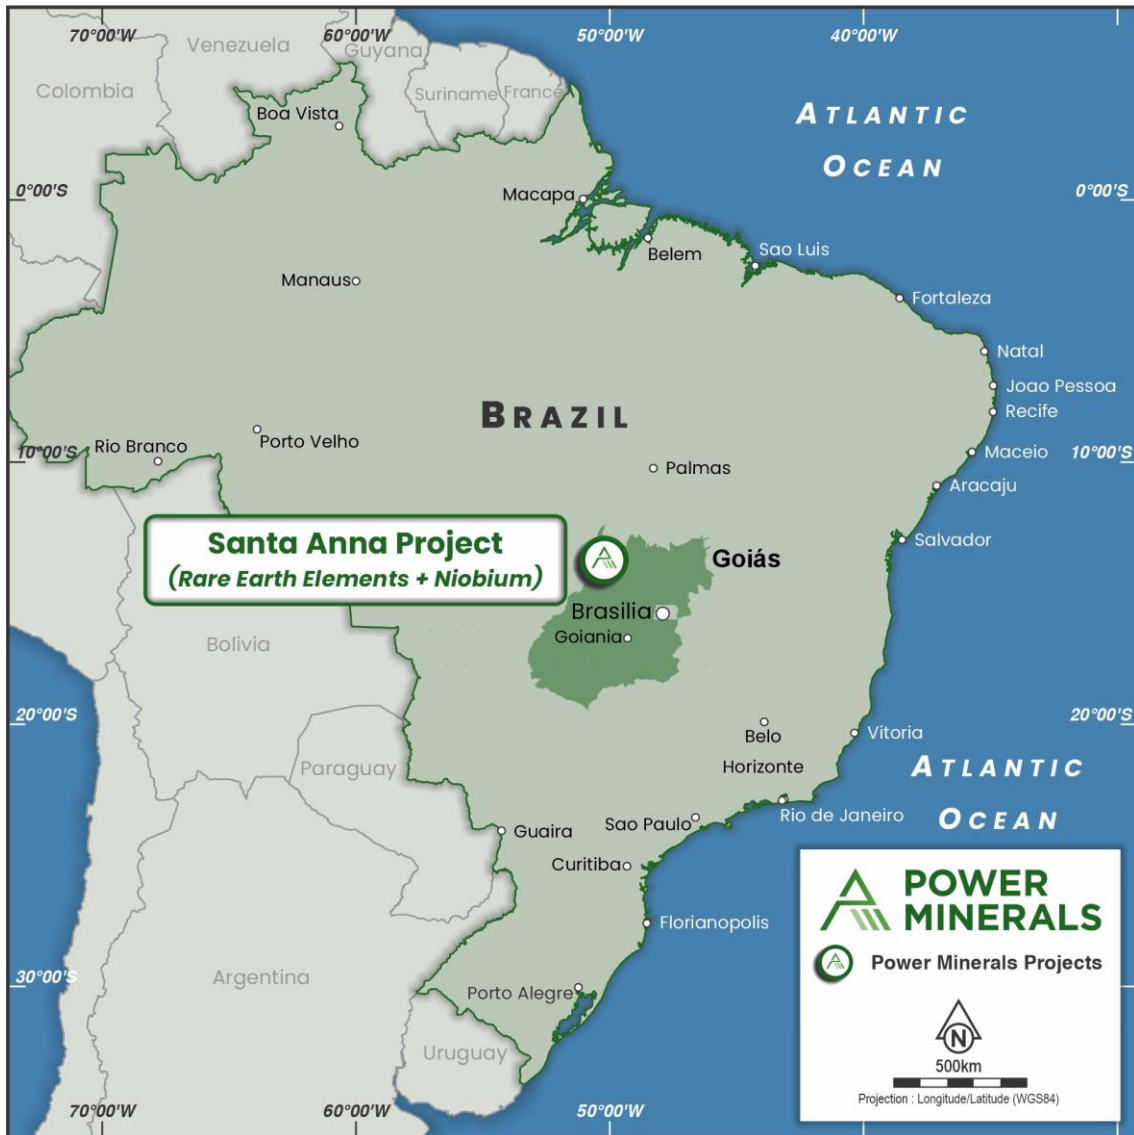 70°00'W
60°00'W
50°00'W
40°00'W
Venezuela
Guyana
Colombia
Suriname
France
Boa Vista
ATLANTIC
OCEAN
0°00'S
0°00'S
Macapa
Belem
Sao Luis
Manaus
Fortaleza
Natal
Joao Pessoa
Recife
BRAZIL
Rio Branco
Porto Velho
Palmas
Maceio
10°00'S
10°00'S
Aracaju
Salvador
Santa Anna Project
(Rare Earth Elements + Niobium)
Goiás
Brasilia
Goiania
Bolivia
20°00'S
20°00'S
Belo
Horizonte
Vitoria
Paraguay
ATLANTIC
OCEAN
Guaira
Sao Paulo
Rio de Janeiro
Curitiba
Florianopolis
Argentina
30°00'S
Porto Alegre
Uruguay
POWER
MINERALS
Power Minerals Projects
N
500km
Projection : Longitude/Latitude (WGS84)
70°00'W
60°00'W
50°00'W